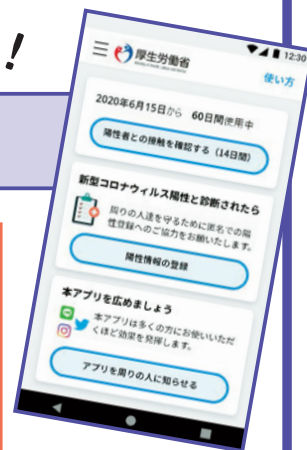 !
12:30
厚生労働省
使い方
2020年6月15日から 60日間使用中
陽性者との接触を確認する（14日間）
新型コロナウィルス陽性と診断されたら
周りの人達を守るために匿名での陽
性登録へのご協力をお願いたします。
陽性情報の登録
本アプリを広めましょう
本アプリは多くの方にお使いいただ
くほど効果を発揮します。
アプリを周りの人に知らせる